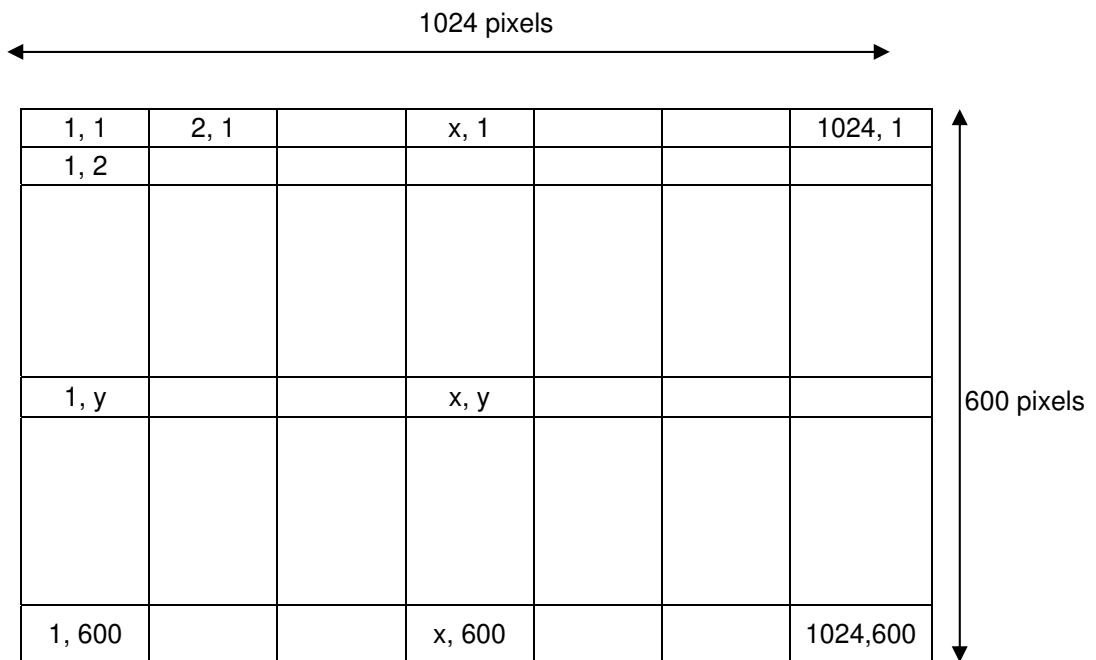 1024 pixels
1, 1 2, 1 x, 1 1024, 1
1, 2
1, y x, y
600 pixels
1, 600 x, 600 1024,600